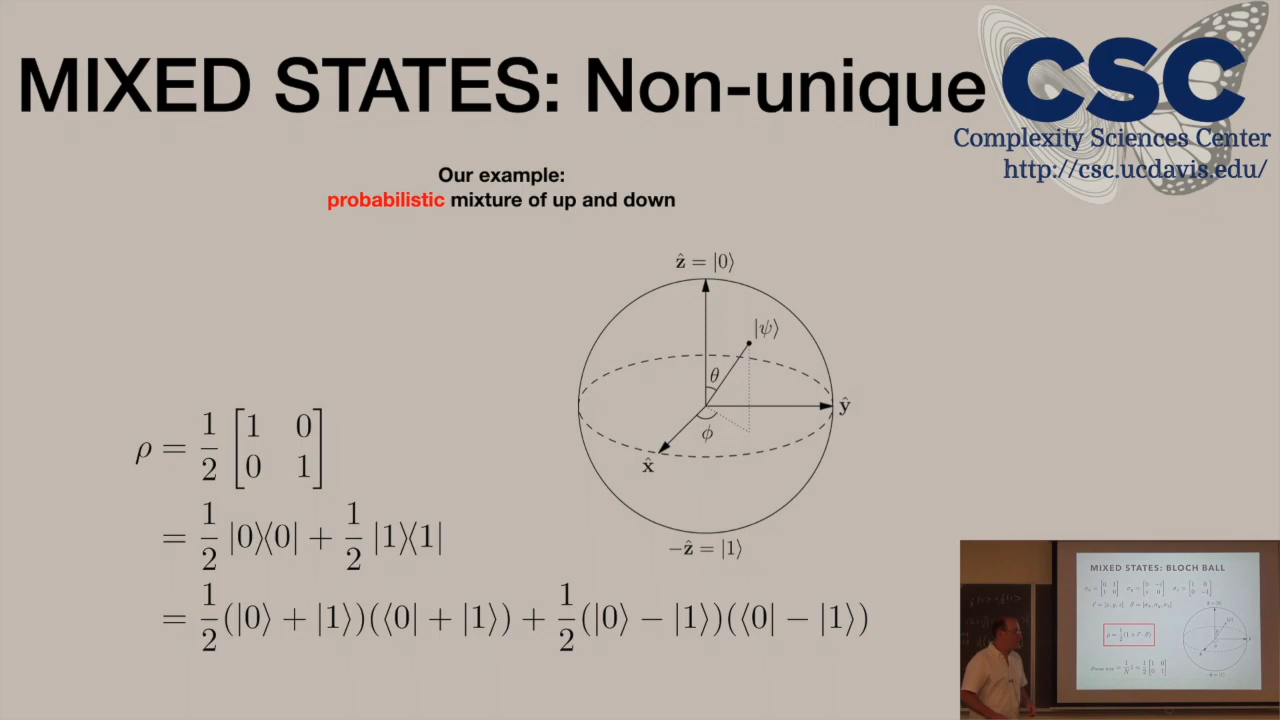 MIXED STATES: Non-unique
CSC
Complexity Sciences Center
http://csc.ucdavis.edu/
Our example:
probabilistic mixture of up and down
ẑ = |0⟩
|ψ⟩
θ
ŷ
ϕ
x̂
−ẑ = |1⟩
ρ = 1/2 [1 0; 0 1]
= 1/2 |0⟩⟨0| + 1/2 |1⟩⟨1|
= 1/2 (|0⟩ + |1⟩)(⟨0| + |1⟩) + 1/2 (|0⟩ − |1⟩)(⟨0| − |1⟩)
MIXED STATES: BLOCH BALL